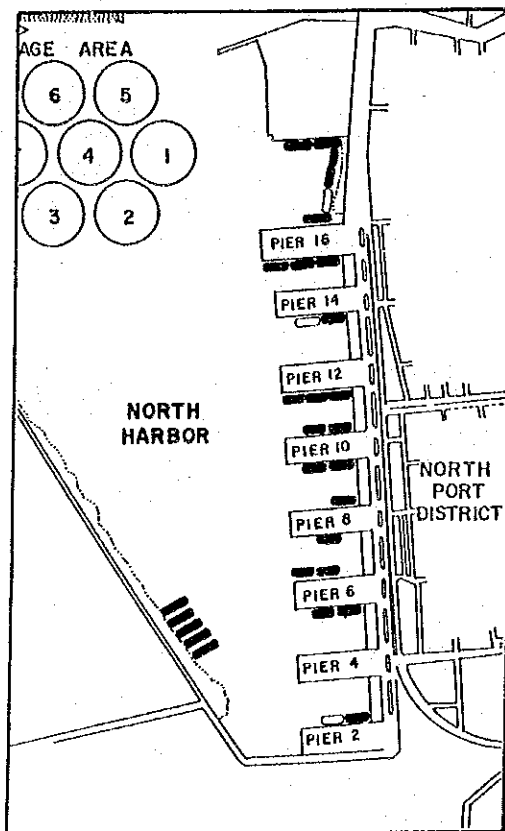 AGE AREA
6
5
4
1
3
2
PIER 16
PIER 14
PIER 12
NORTH
HARBOR
PIER 10
NORTH
PORT
DISTRICT
PIER 8
PIER 6
PIER 4
PIER 2